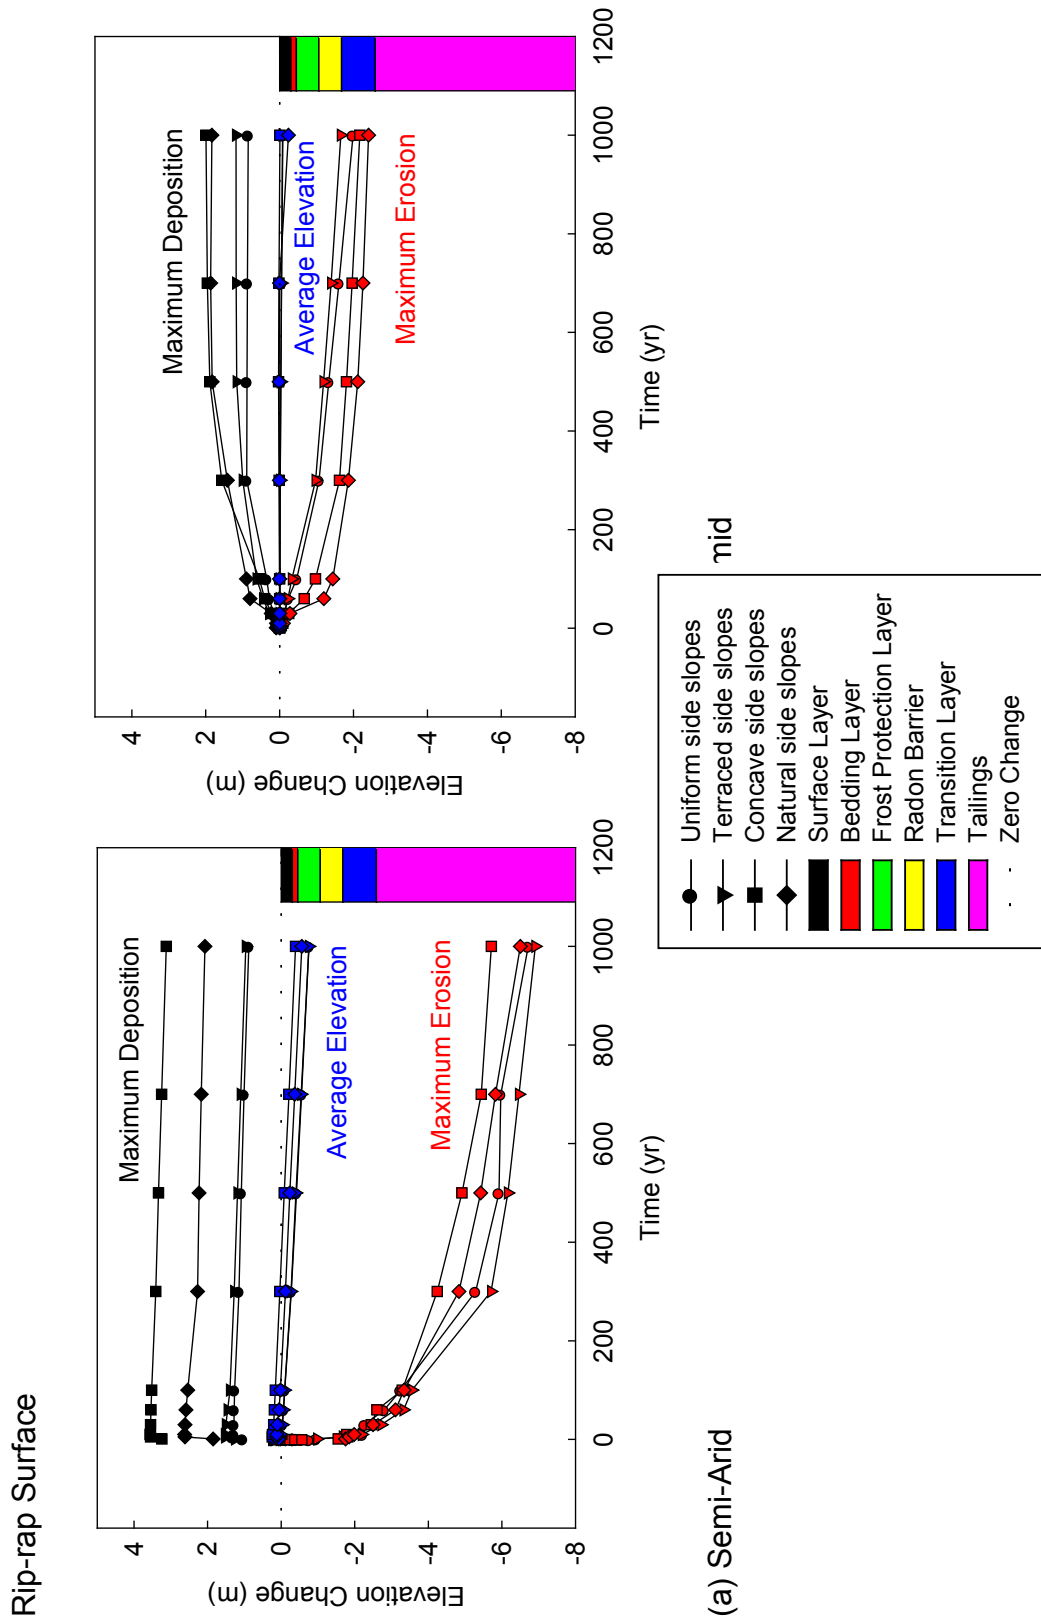 Rip-rap Surface
4
2
0
-2
-4
-6
-8
Elevation Change (m)
0
200
400
600
800
1000
1200
Time (yr)
Maximum Deposition
Average Elevation
Maximum Erosion
(a) Semi-Arid
4
2
0
-2
-4
-6
-8
Elevation Change (m)
0
200
400
600
800
1000
1200
Time (yr)
Maximum Deposition
Average Elevation
Maximum Erosion
mid
Uniform side slopes
Terraced side slopes
Concave side slopes
Natural side slopes
Surface Layer
Bedding Layer
Frost Protection Layer
Radon Barrier
Transition Layer
Tailings
Zero Change